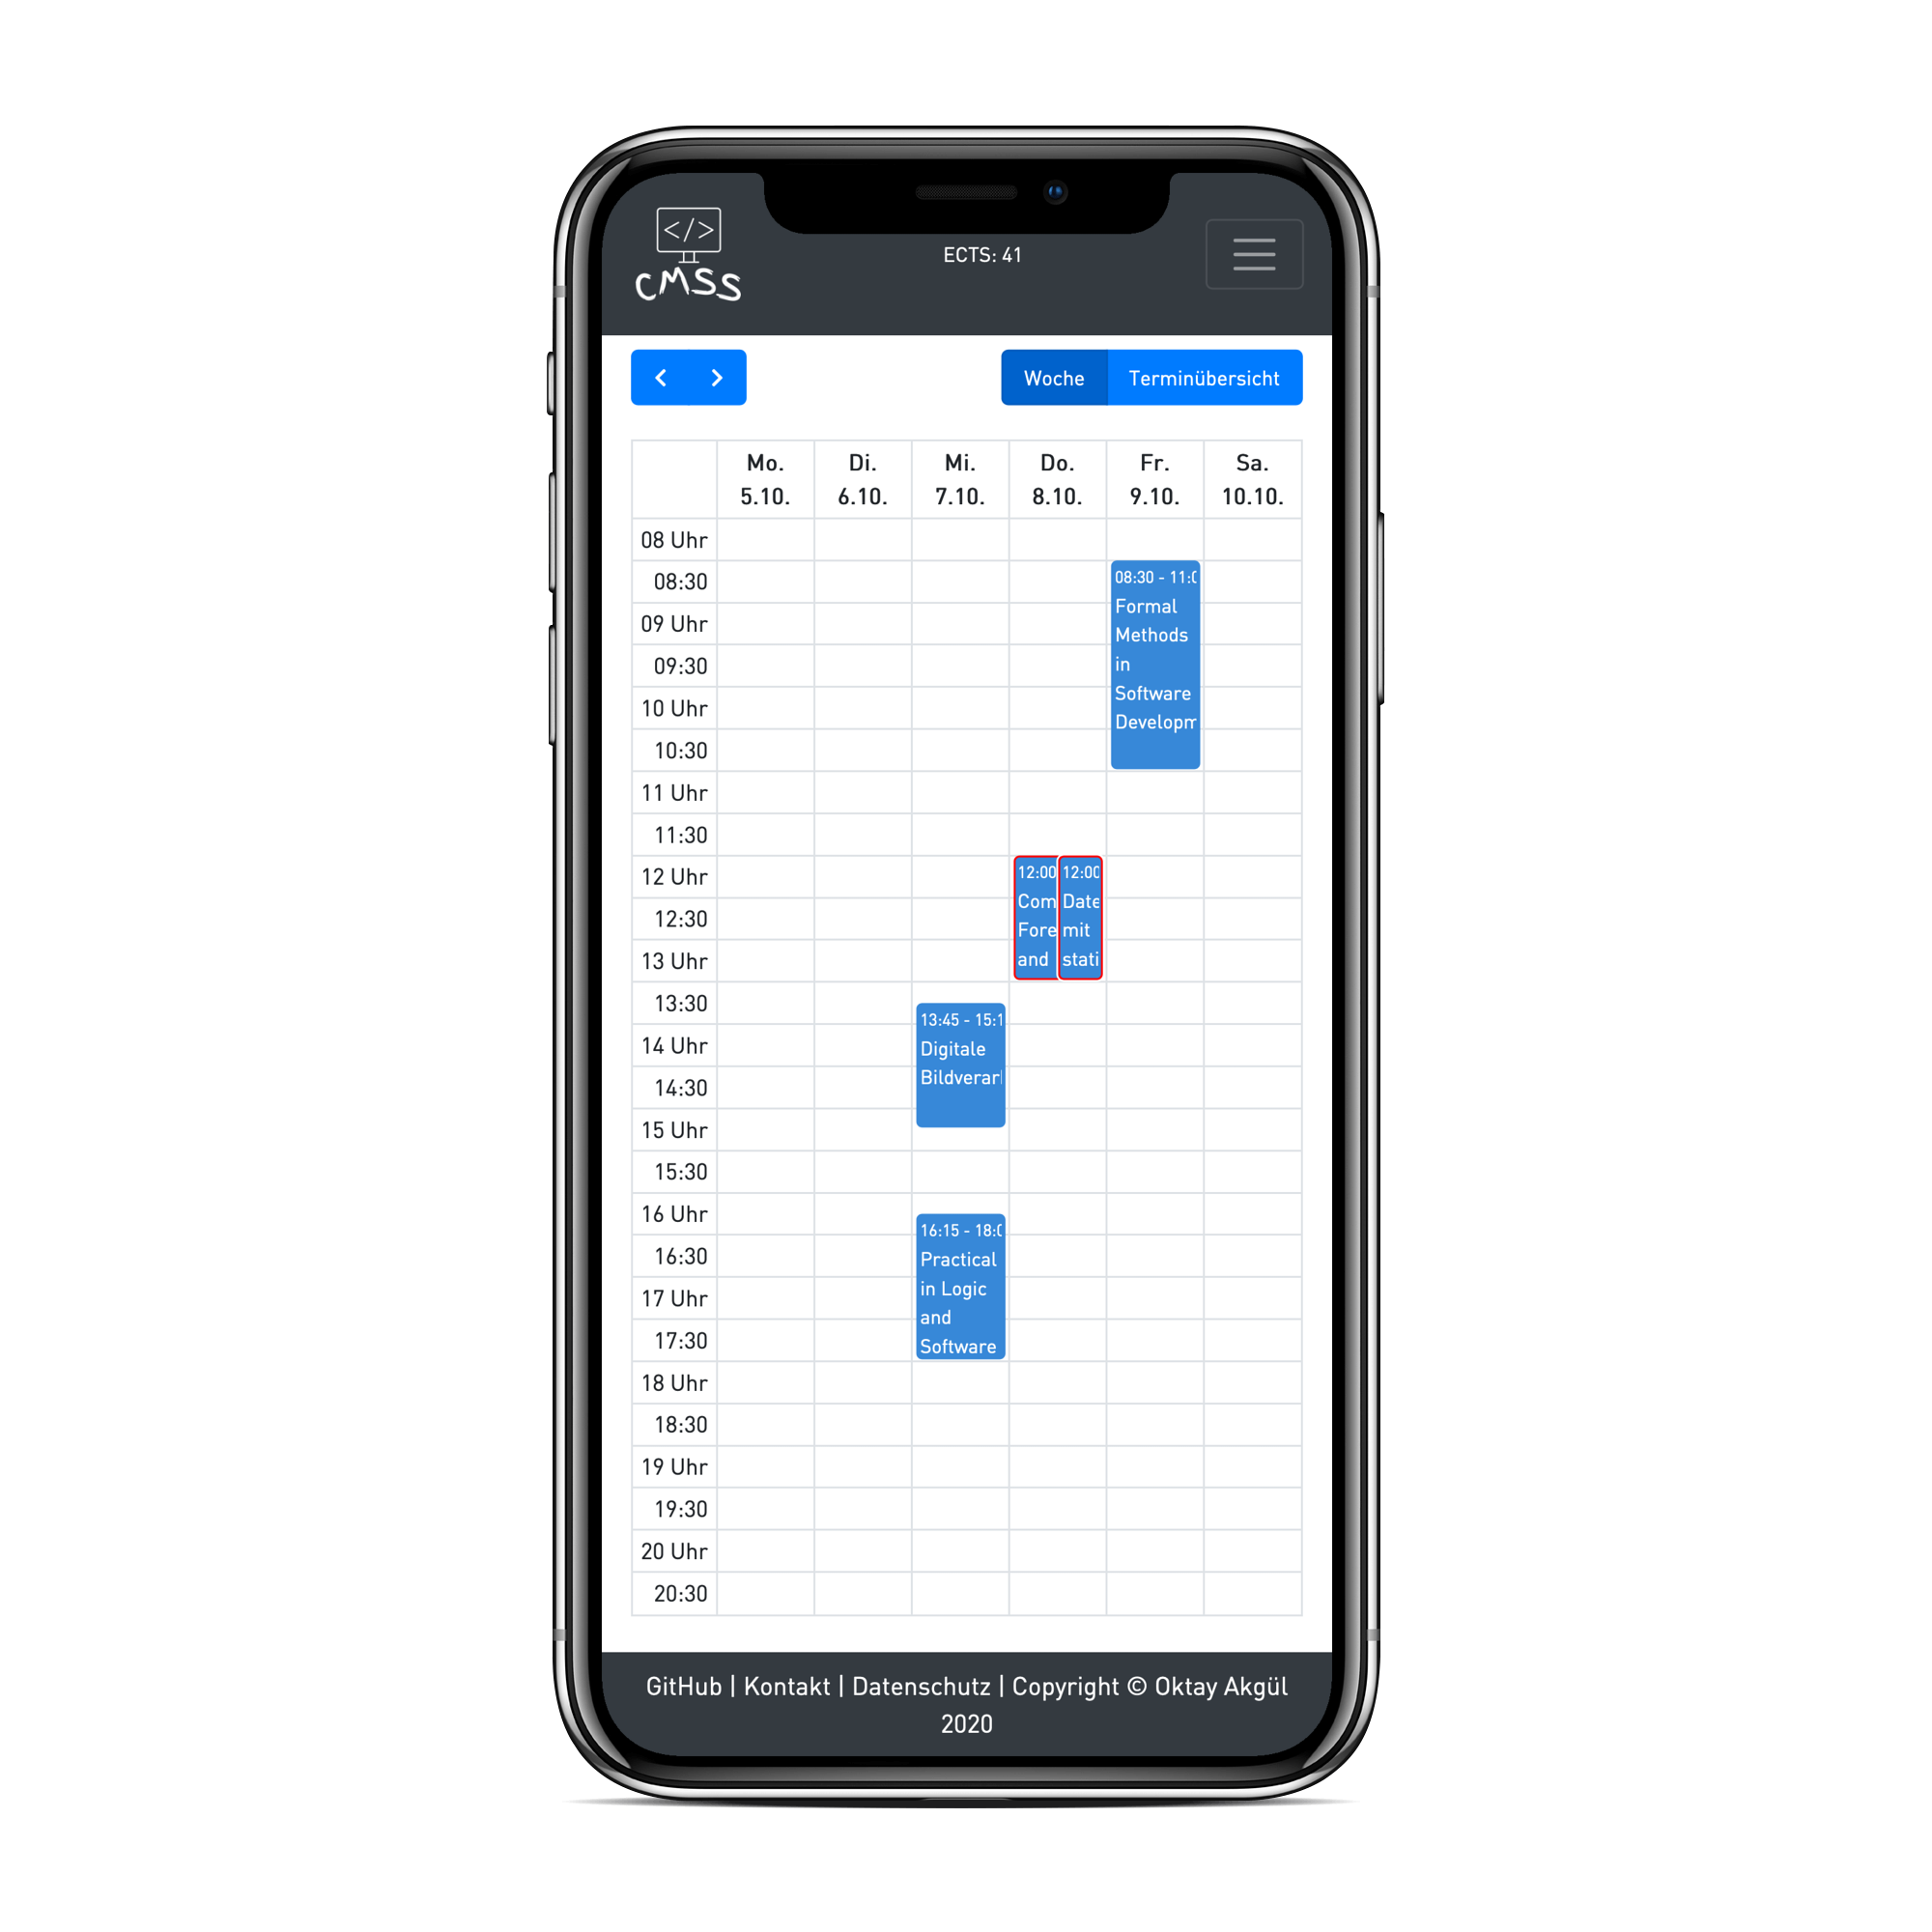 </>
CMSS
ECTS: 41
Woche
Terminübersicht
Mo.
5.10.
Di.
6.10.
Mi.
7.10.
Do.
8.10.
Fr.
9.10.
Sa.
10.10.
08 Uhr
08:30
09 Uhr
09:30
10 Uhr
10:30
11 Uhr
11:30
12 Uhr
12:30
13 Uhr
13:30
14 Uhr
14:30
15 Uhr
15:30
16 Uhr
16:30
17 Uhr
17:30
18 Uhr
18:30
19 Uhr
19:30
20 Uhr
20:30
13:45 - 15:1
Digitale
Bildverar
16:15 - 18:0
Practical
in Logic
and
Software
12:00
Com
Fore
and
12:00
Date
mit
stati
08:30 - 11:0
Formal
Methods
in
Software
Developm
GitHub | Kontakt | Datenschutz | Copyright © Oktay Akgül
2020